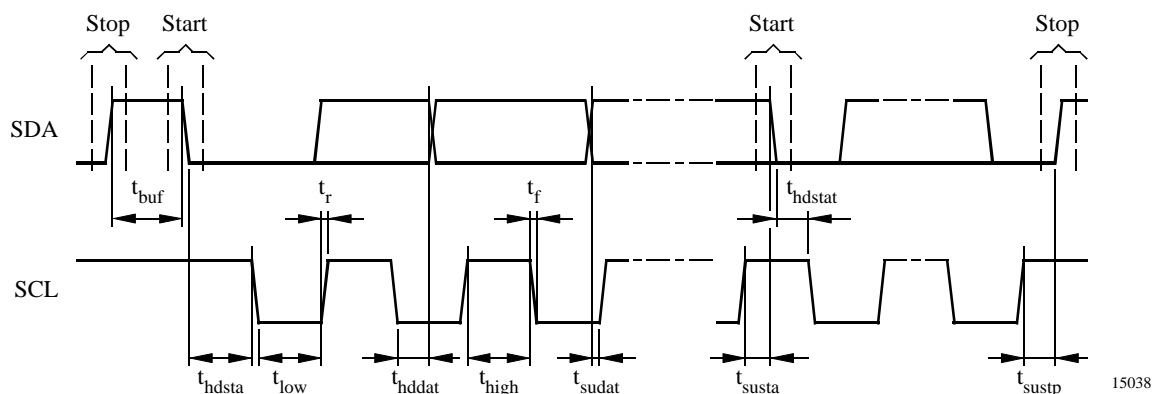 Stop Start Start Stop
SDA
t_buf t_r t_f t_hdstat
SCL
t_hdsta t_low t_hddat t_high t_sudat t_susta t_sustp 15038